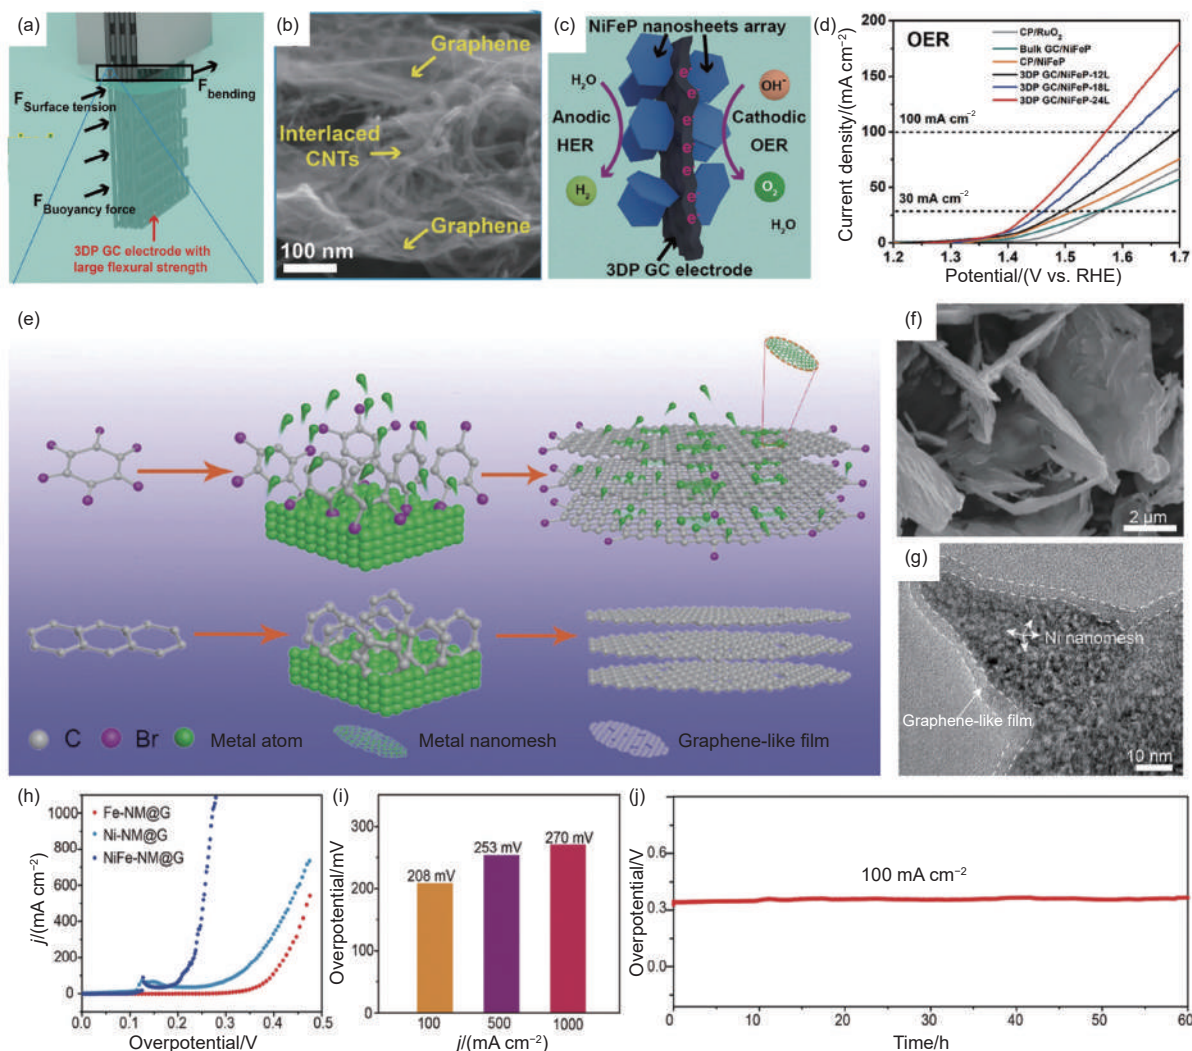 (a)
F Surface tension
F bending
F Buoyancy force
3DP GC electrode with
large flexural strength
(b)
Graphene
Interlaced
CNTs
Graphene
100 nm
(c)
NiFeP nanosheets array
H₂O
OH⁻
Anodic
HER
Cathodic
OER
e e e e e e e
H₂
O₂
H₂O
3DP GC electrode
(d)
OER
CP/RuO₂
Bulk GC/NiFeP
CP/NiFeP
3DP GC/NiFeP-12L
3DP GC/NiFeP-18L
3DP GC/NiFeP-24L
100 mA cm⁻²
30 mA cm⁻²
Current density/(mA cm⁻²)
200
150
100
50
0
1.2 1.3 1.4 1.5 1.6 1.7
Potential/(V vs. RHE)
(e)
C
Br
Metal atom
Metal nanomesh
Graphene-like film
(f)
2 μm
(g)
Ni nanomesh
Graphene-like film
10 nm
(h)
Fe-NM@G
Ni-NM@G
NiFe-NM@G
j/(mA cm⁻²)
1000
800
600
400
200
0
0.0 0.1 0.2 0.3 0.4 0.5
Overpotential/V
(i)
208 mV
253 mV
270 mV
Overpotential/mV
300
200
100
0
100 500 1000
j/(mA cm⁻²)
(j)
100 mA cm⁻²
Overpotential/V
0.6
0.3
0.0
0 10 20 30 40 50 60
Time/h